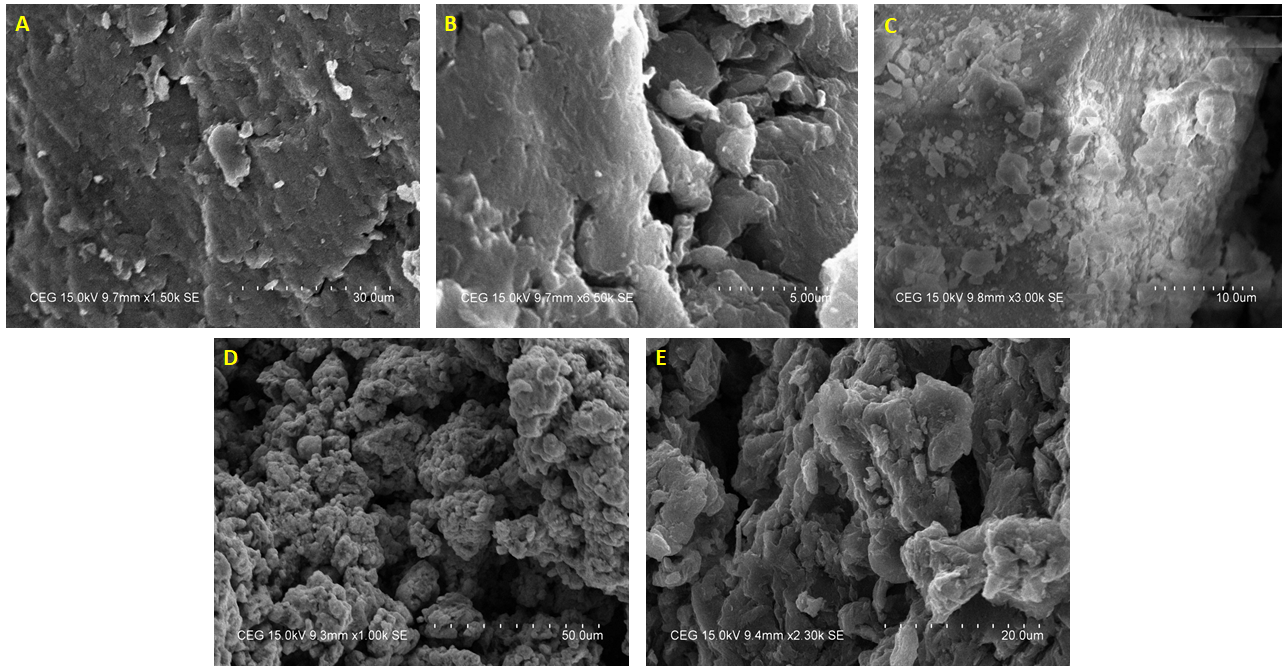 A
B
C
CEG 15.0kV 9.7mm x1.50k SE 30.0um
CEG 15.0kV 9.7mm x6.50k SE 5.00um
CEG 15.0kV 9.8mm x3.00k SE 10.0um
D
E
CEG 15.0kV 9.3mm x1.00k SE 50.0um
CEG 15.0kV 9.4mm x2.30k SE 20.0um